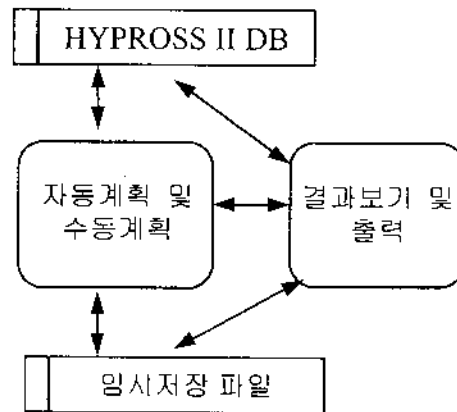 HYPROSS II DB
자동계획 및
수동계획
결과보기 및
출력
임시저장 파일